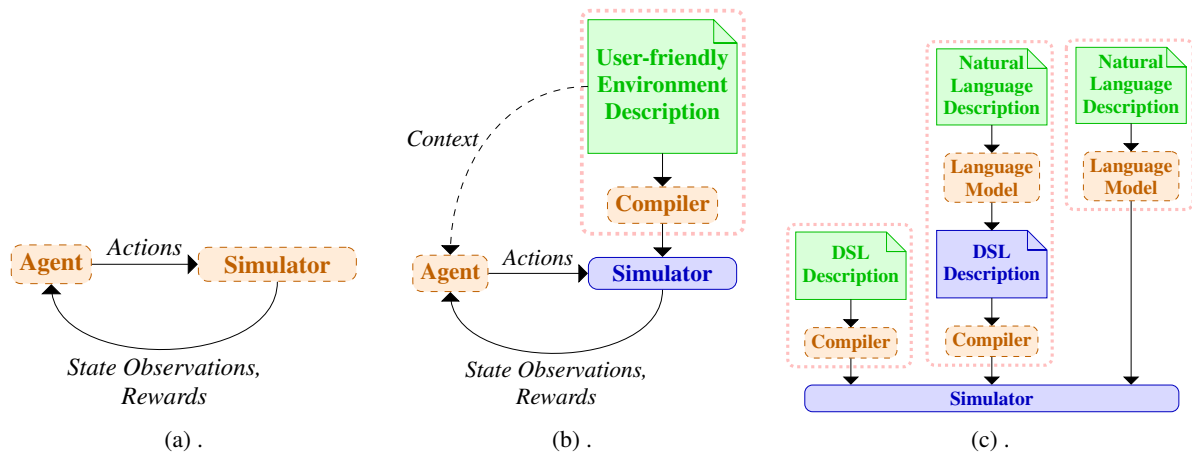 Agent
Actions
Simulator
State Observations,
Rewards
(a) .
User-friendly
Environment
Description
Context
Compiler
Agent
Actions
Simulator
State Observations,
Rewards
(b) .
DSL
Description
Compiler
Natural
Language
Description
Language
Model
DSL
Description
Compiler
Natural
Language
Description
Language
Model
Simulator
(c) .